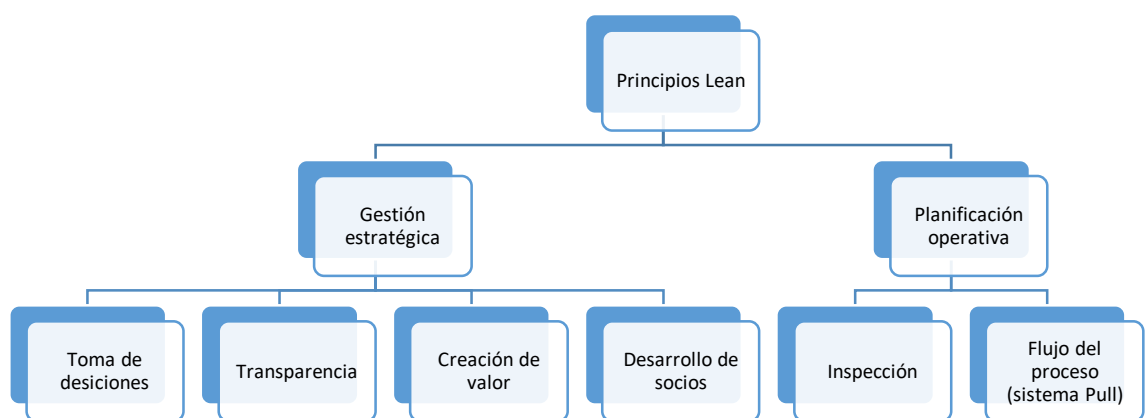 Principios Lean
Gestión
estratégica
Planificación
operativa
Toma de
desiciones
Transparencia
Creación de
valor
Desarrollo de
socios
Inspección
Flujo del
proceso
(sistema Pull)